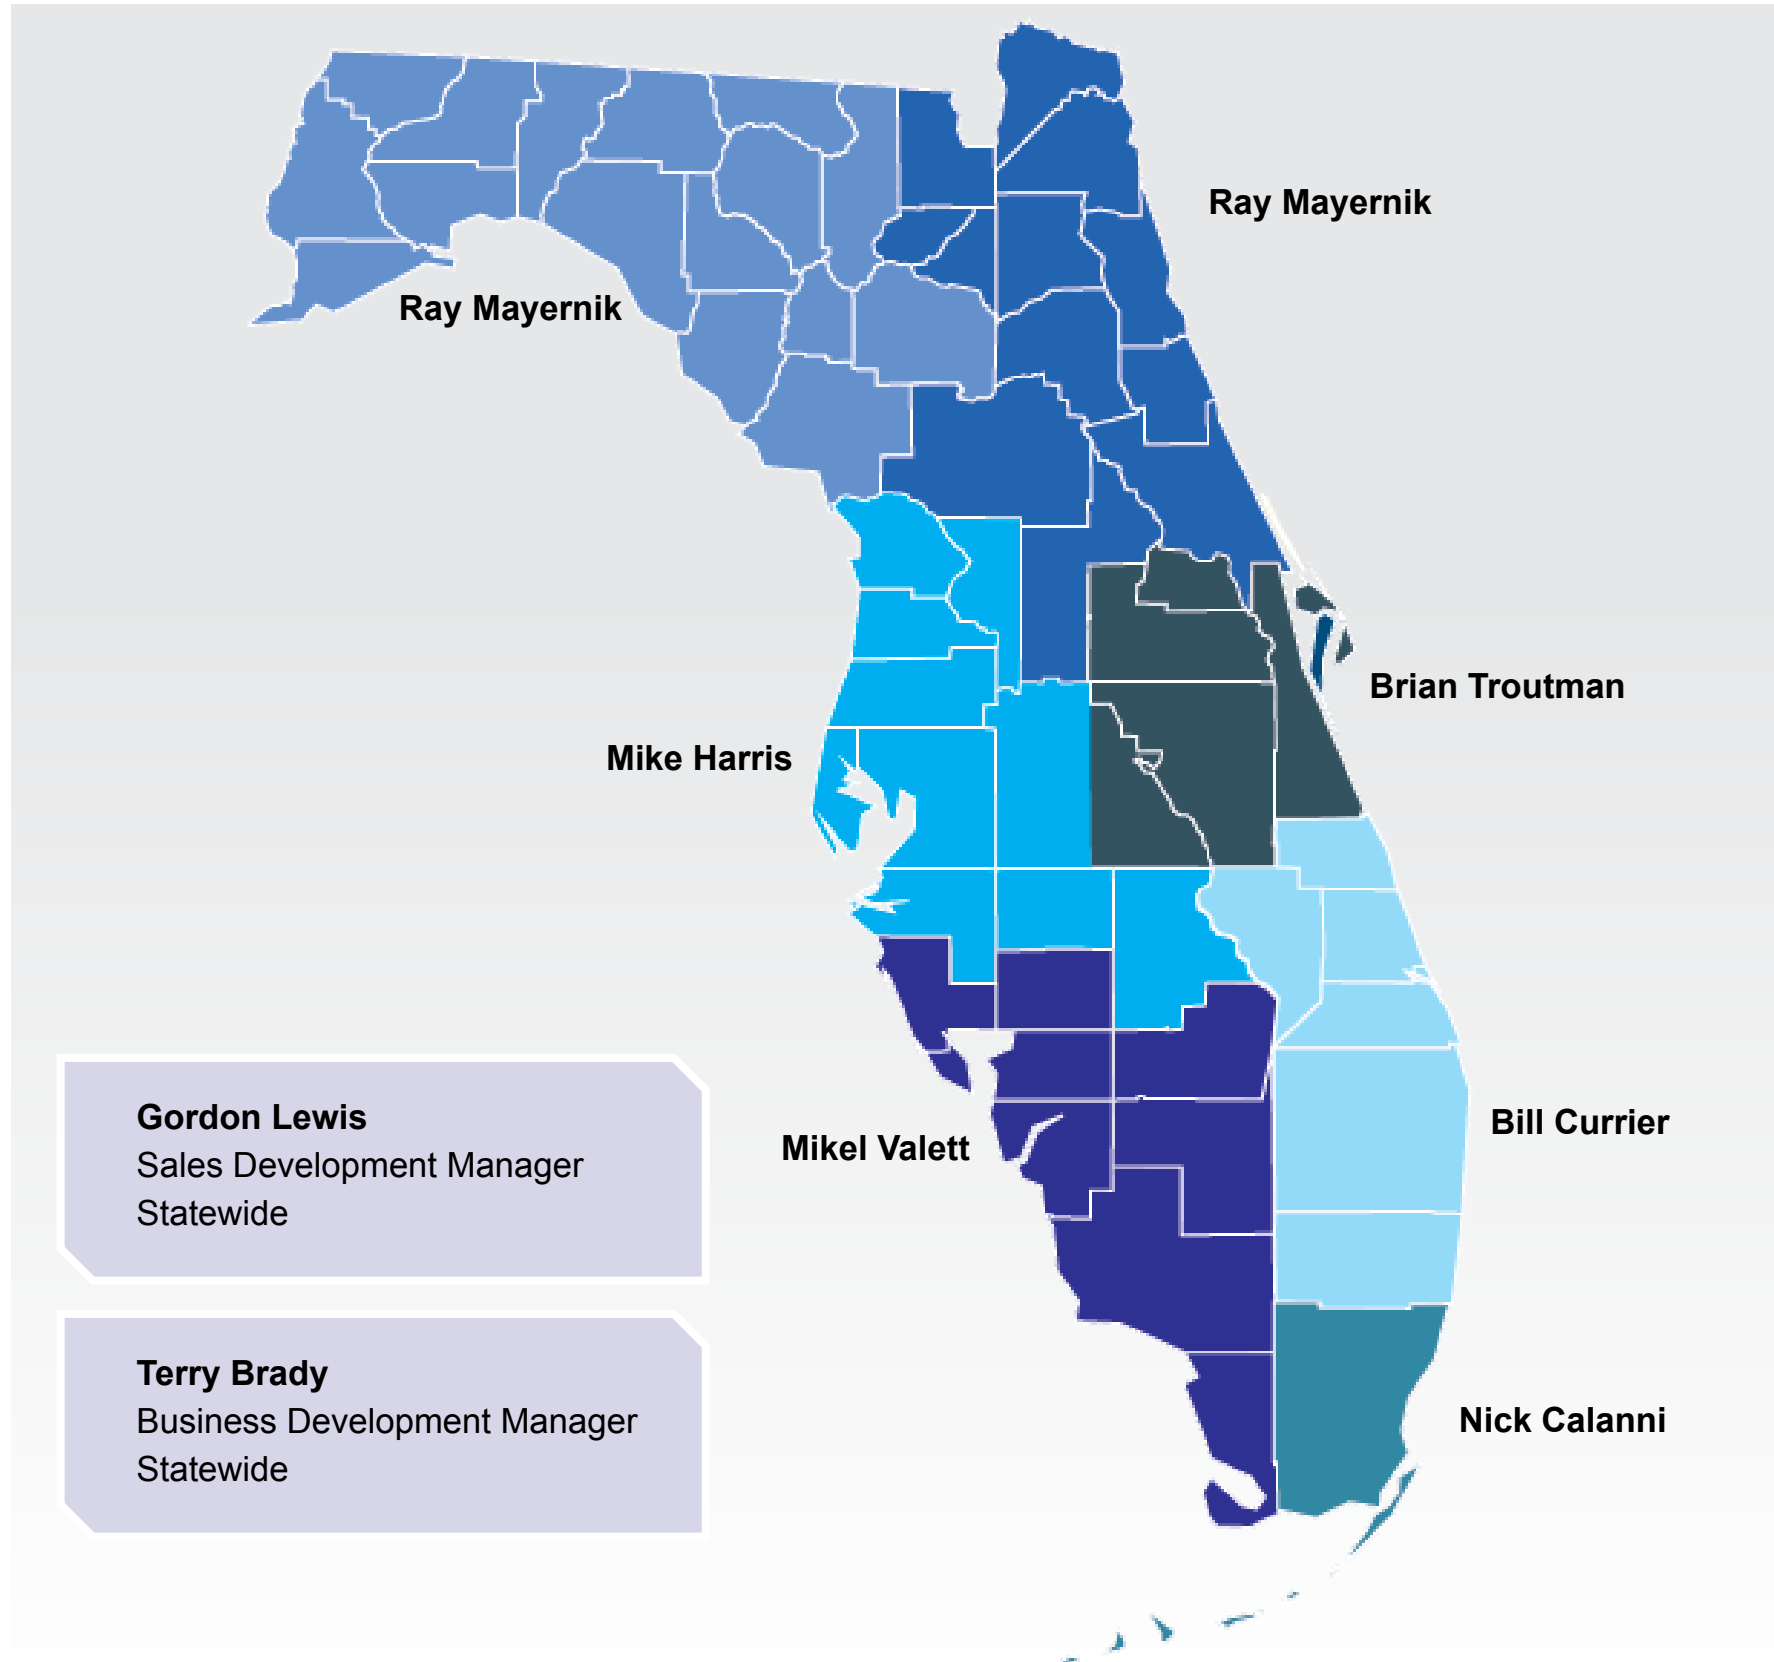 Ray Mayernik
Ray Mayernik
Brian Troutman
Mike Harris
Bill Currier
Mikel Valett
Nick Calanni
Gordon Lewis
Sales Development Manager
Statewide
Terry Brady
Business Development Manager
Statewide